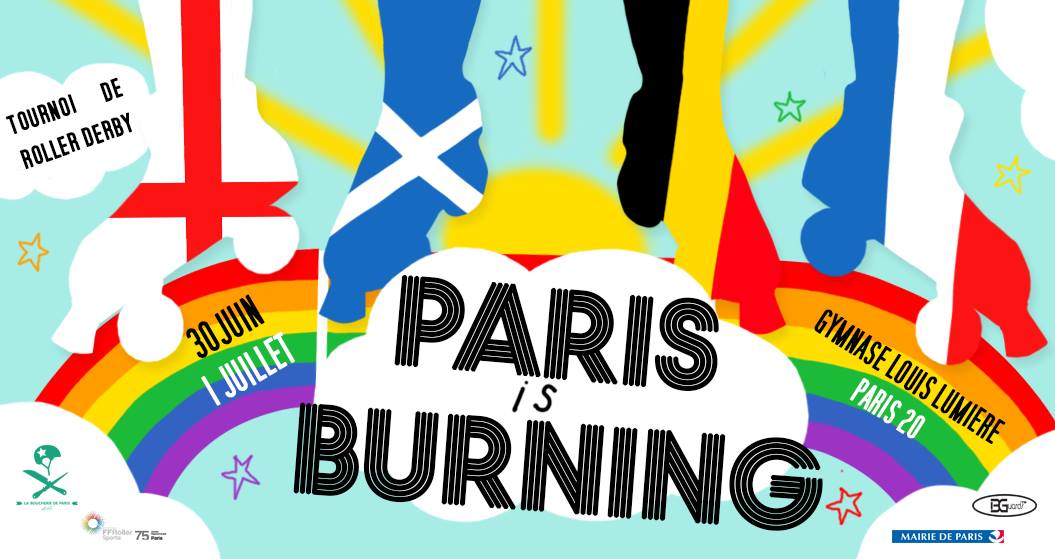 TOURNOI DE
ROLLER DERBY
PARIS
is
BURNING
30 JUIN
1 JUILLET
GYMNASE LOUIS LUMIERE
PARIS 20
LA BOUCHERIE DE PARIS
FFRoller
Sports
75
Paris
BGuard
MAIRIE DE PARIS